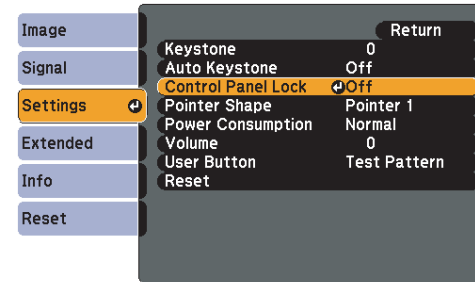 Image
Signal
Settings
Extended
Info
Reset
Return
Keystone 0
Auto Keystone Off
Control Panel Lock Off
Pointer Shape Pointer 1
Power Consumption Normal
Volume 0
User Button Test Pattern
Reset